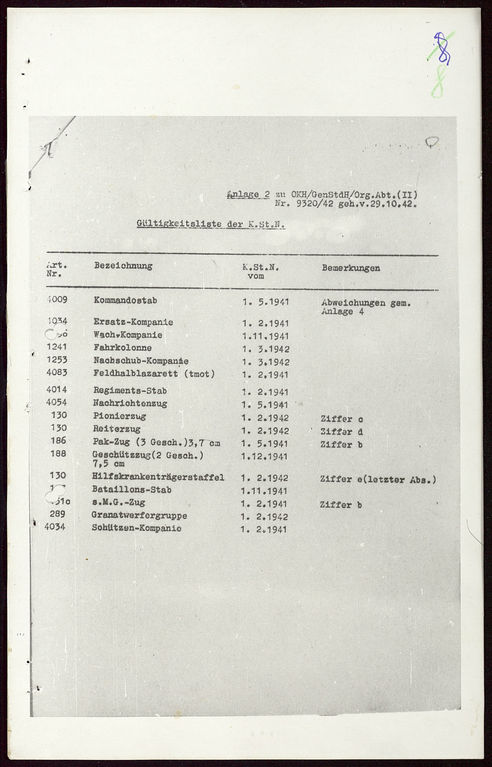 8
8
Anlage 2 zu OKH/GenStdH/Org.Abt.(II)
Nr. 9320/42 geh.v.29.10.42.
Gültigkeitsliste der K.St.N.
Art. Nr. Bezeichnung K.St.N. vom Bemerkungen
4009 Kommandostab 1. 5.1941 Abweichungen gem.
Anlage 4
1034 Ersatz-Kompanie 1. 2.1941
Wach-Kompanie 1.11.1941
1241 Fahrkolonne 1. 3.1942
1253 Nachschub-Kompanie 1. 3.1942
4083 Feldhalblazarett (tmot) 1. 2.1941
4014 Regiments-Stab 1. 2.1941
4054 Nachrichtenzug 1. 5.1941
130 Pionierzug 1. 2.1942 Ziffer c
130 Reiterzug 1. 2.1942 Ziffer d
186 Pak-Zug (3 Gesch.)3,7 cm 1. 5.1941 Ziffer b
188 Geschützzug(2 Gesch.) 1.12.1941
7,5 cm
130 Hilfskrankenträgerstaffel 1. 2.1942 Ziffer e(letzter Abs.)
Bataillons-Stab 1.11.1941
s.M.G.-Zug 1. 2.1941 Ziffer b
289 Granatwerfergruppe 1. 2.1942
4034 Schützen-Kompanie 1. 2.1941